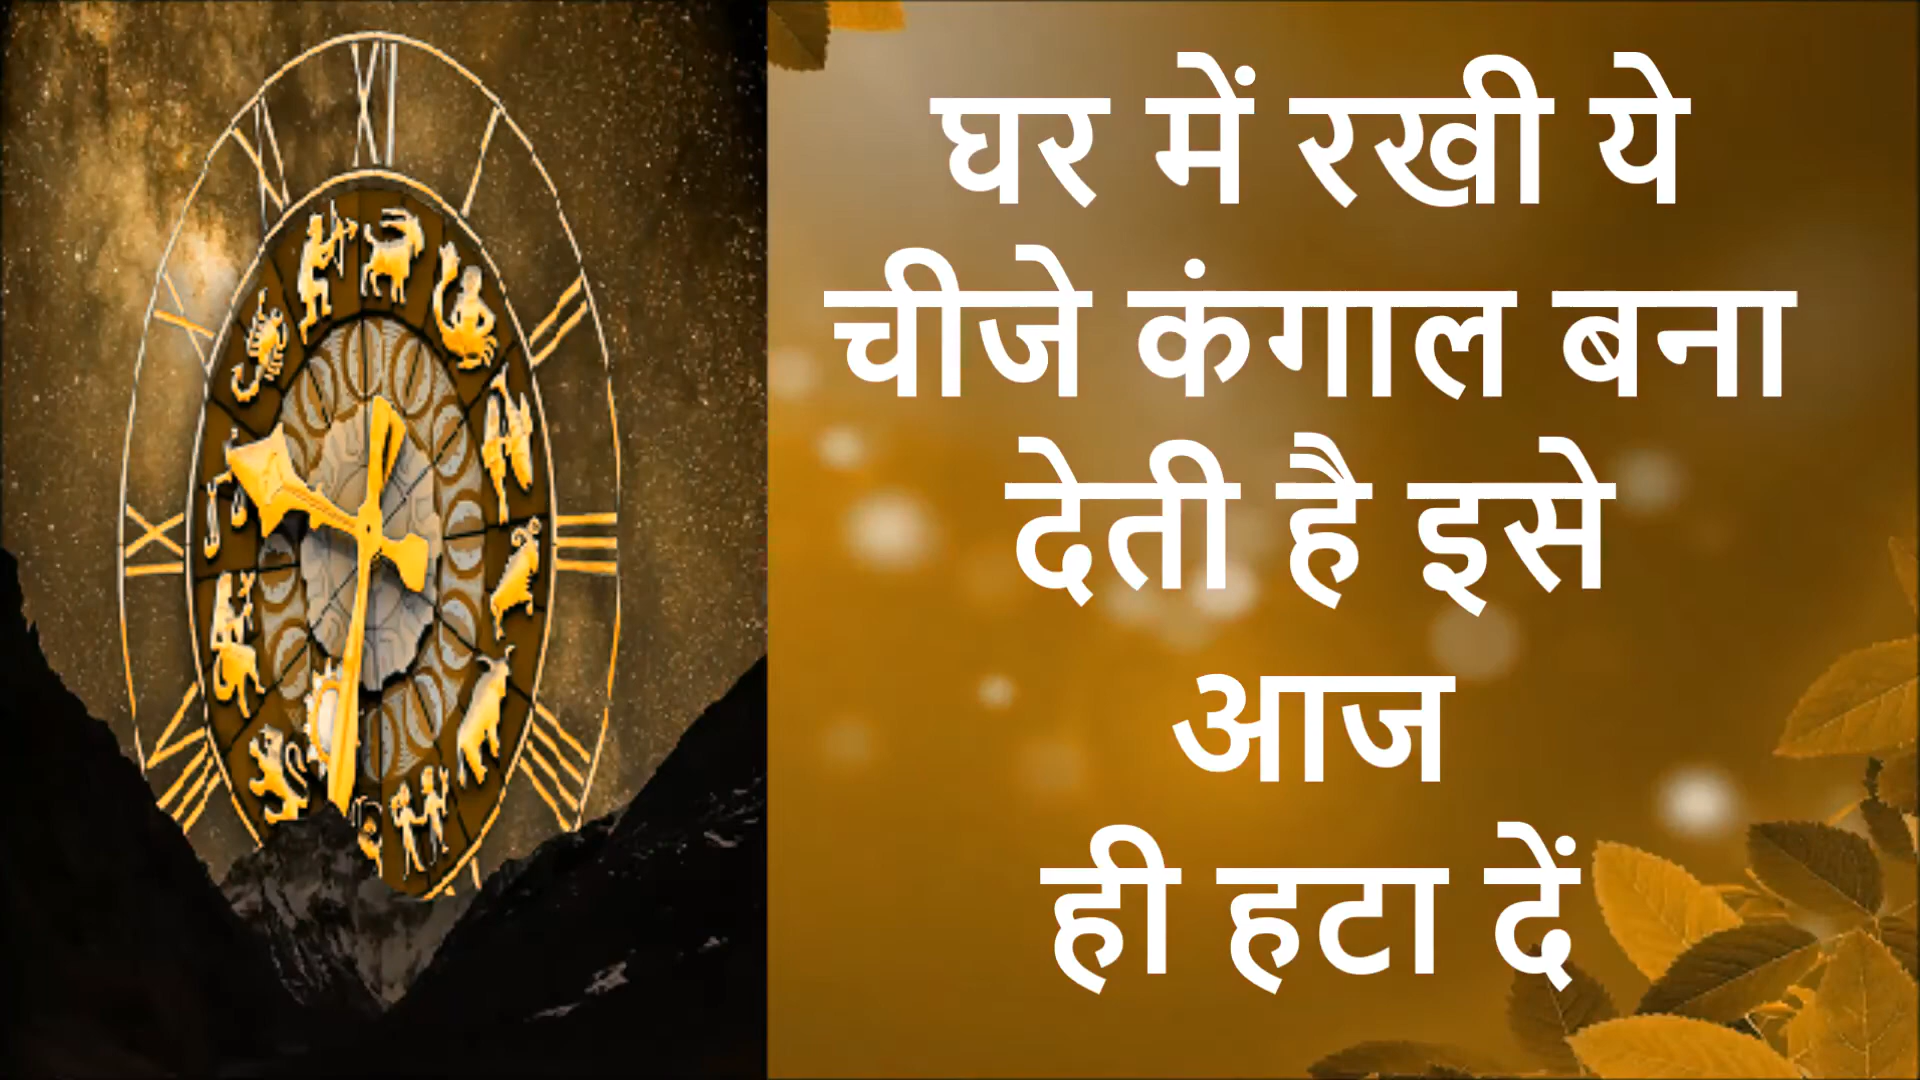 घर में रखी ये
चीजे कंगाल बना
देती है इसे
आज
ही हटा दें